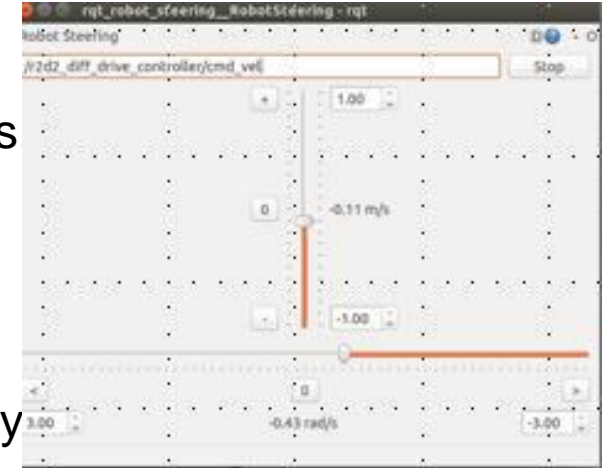 rqt_robot_steering__RobotSteering - rqt
Robot Steering D ? - O
/r2d2_diff_drive_controller/cmd_vel Stop
+ 1.00
s
0 -0.11 m/s
- -1.00
< 0 >
y 3.00 -0.43 rad/s -3.00